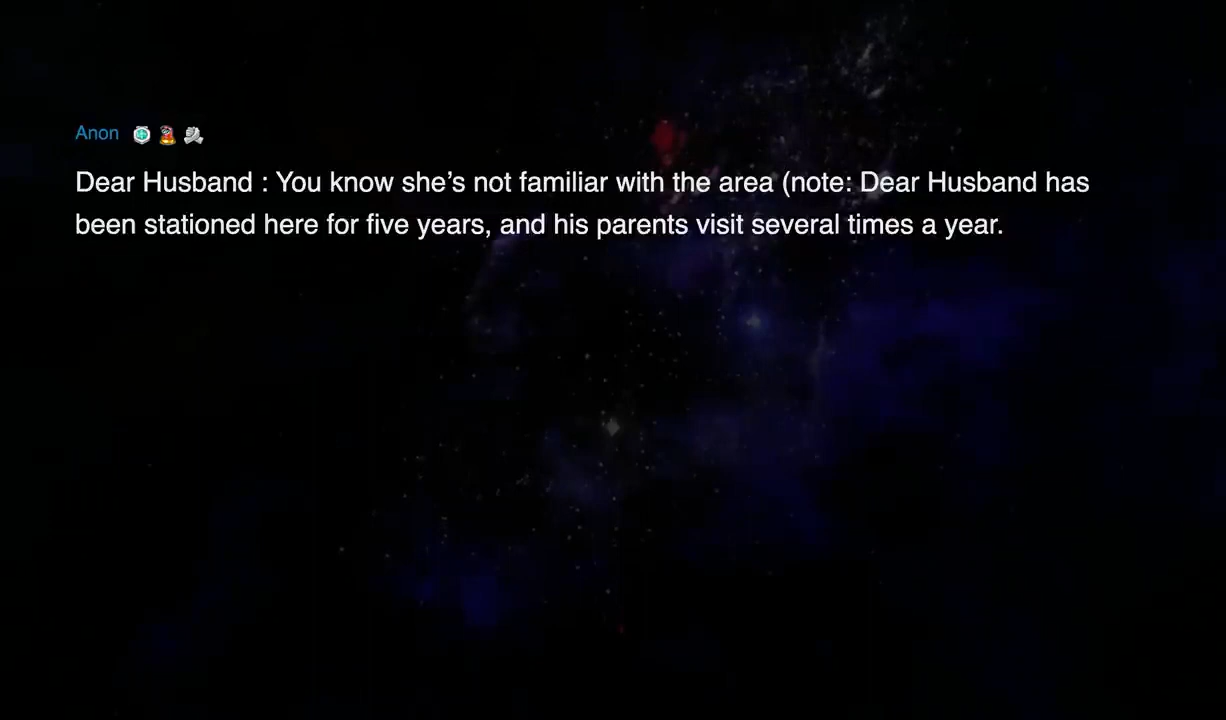 Anon
Dear Husband : You know she’s not familiar with the area (note: Dear Husband has
been stationed here for five years, and his parents visit several times a year.